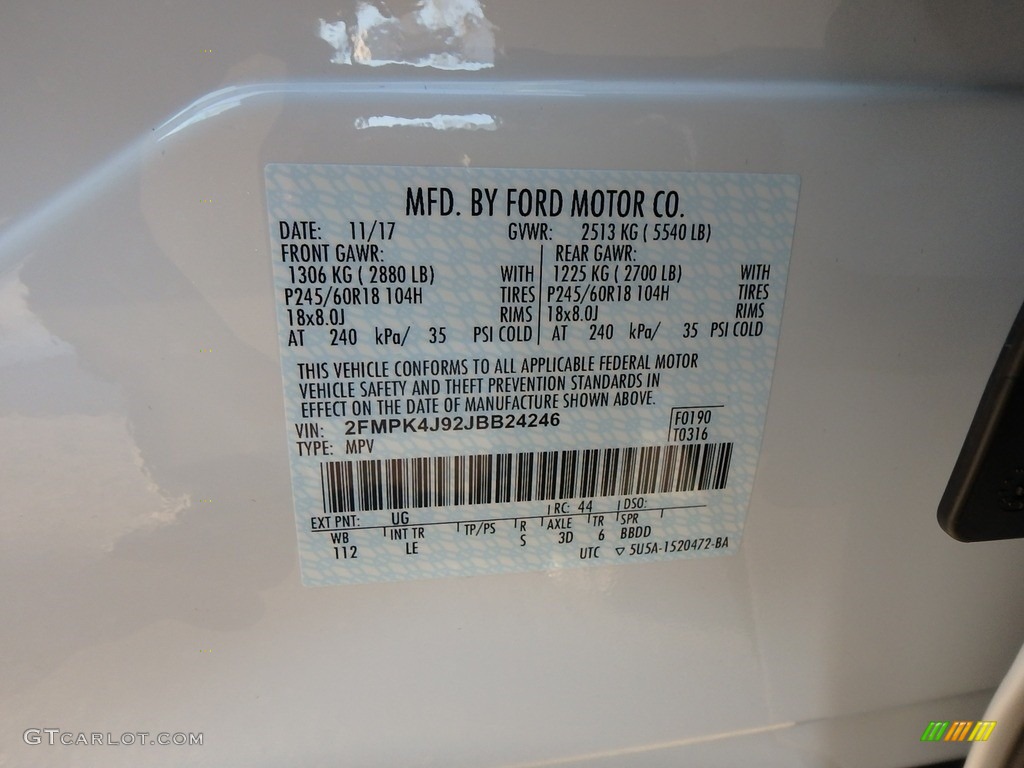 MFD. BY FORD MOTOR CO.
DATE: 11/17 GVWR: 2513 KG ( 5540 LB)
FRONT GAWR: REAR GAWR:
1306 KG ( 2880 LB) WITH 1225 KG ( 2700 LB) WITH
P245/60R18 104H TIRES P245/60R18 104H TIRES
18x8.0J RIMS 18x8.0J RIMS
AT 240 kPa/ 35 PSI COLD AT 240 kPa/ 35 PSI COLD
THIS VEHICLE CONFORMS TO ALL APPLICABLE FEDERAL MOTOR
VEHICLE SAFETY AND THEFT PREVENTION STANDARDS IN
EFFECT ON THE DATE OF MANUFACTURE SHOWN ABOVE.
VIN: 2FMPK4J92JBB24246 F0190
TYPE: MPV T0316
EXT PNT: UG RC: 44 DSO:
WB INT TR TP/PS R AXLE TR SPR
112 LE S 3D 6 BBDD
UTC ▽ 5U5A-1520472-BA
GTCARLOT.COM